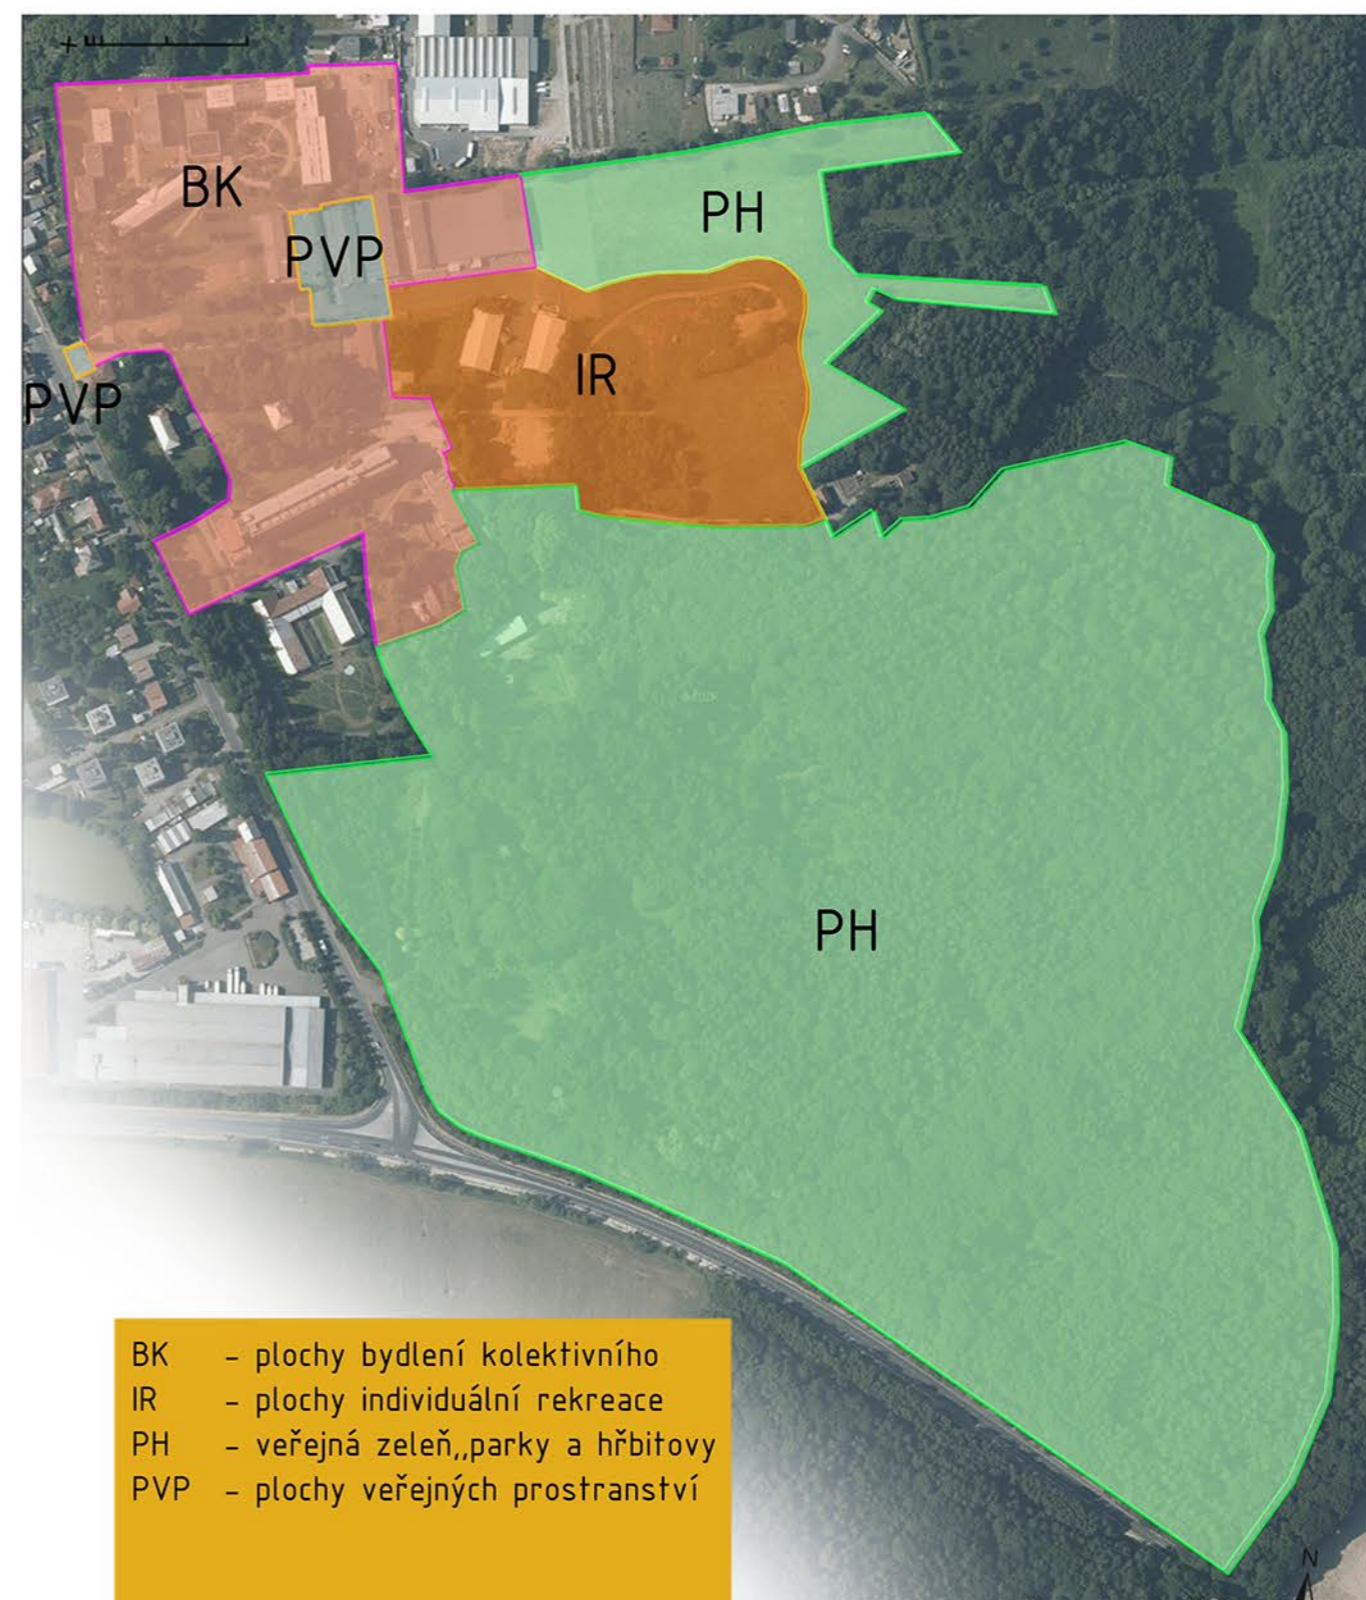 BK
PVP
PH
IR
PVP
PH
BK - plochy bydlení kolektivního
IR - plochy individuální rekreace
PH - veřejná zeleň,,parky a hřbitovy
PVP - plochy veřejných prostranství
N